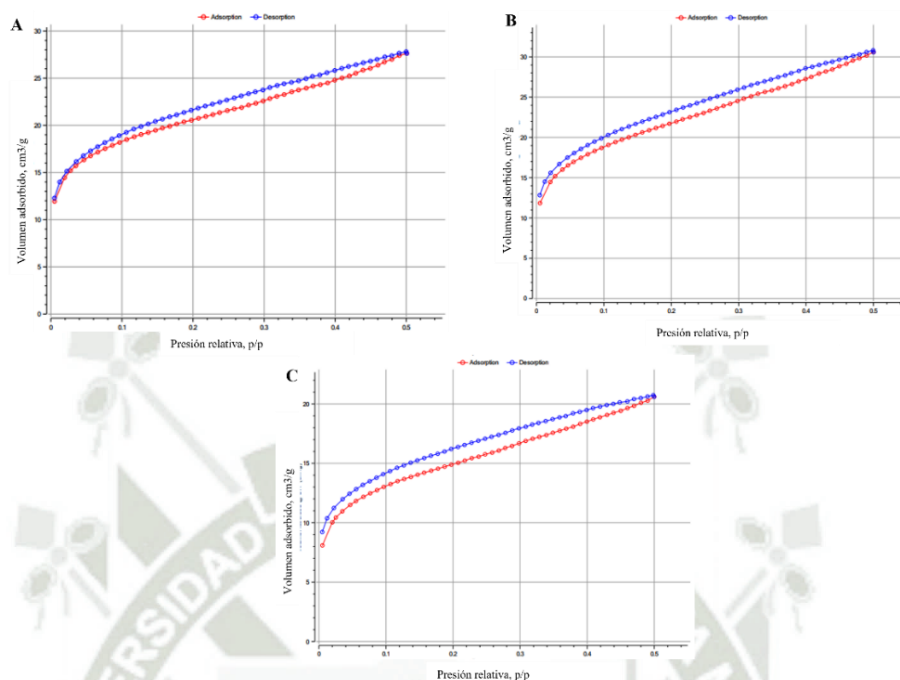 A
Adsorption Desorption
30
25
20
15
10
5
0
Volumen adsorbido, cm3/g
0 0.1 0.2 0.3 0.4 0.5
Presión relativa, p/p
B
Adsorption Desorption
30
25
20
15
10
5
0
Volumen adsorbido, cm3/g
0 0.1 0.2 0.3 0.4 0.5
Presión relativa, p/p
C
Adsorption Desorption
20
15
10
5
0
Volumen adsorbido, cm3/g
0 0.1 0.2 0.3 0.4 0.5
Presión relativa, p/p
ERSIDAD